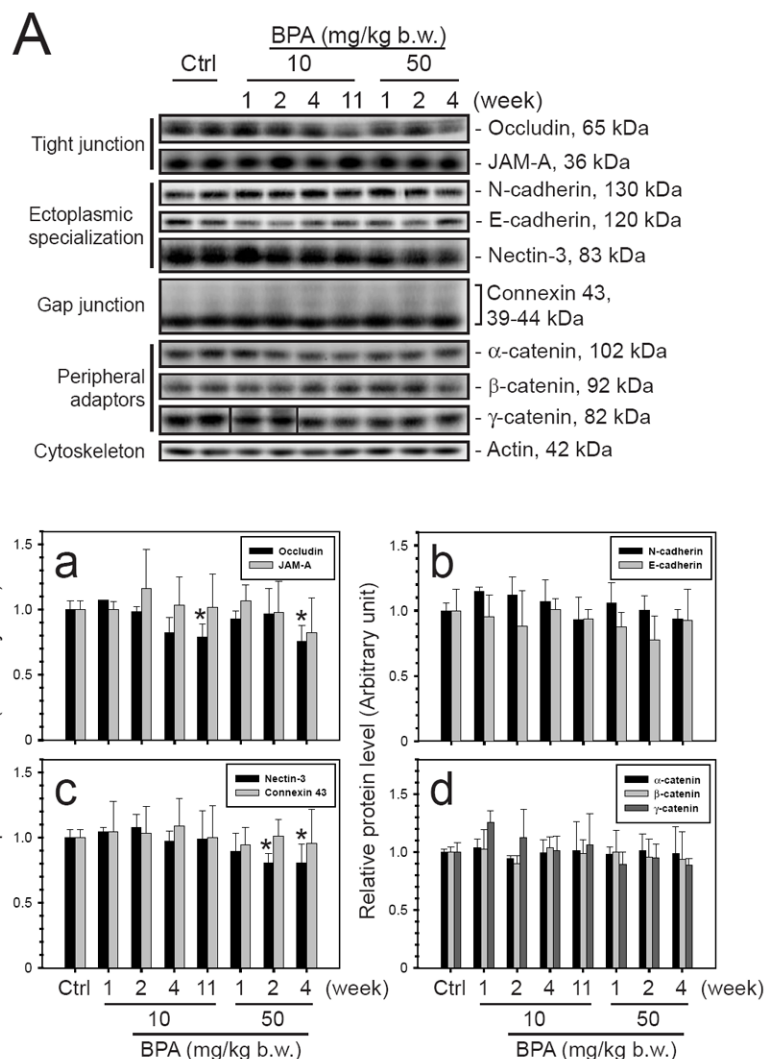 A
BPA (mg/kg b.w.)
Ctrl 10 50
1 2 4 11 1 2 4 (week)
Tight junction
- Occludin, 65 kDa
- JAM-A, 36 kDa
Ectoplasmic
specialization
- N-cadherin, 130 kDa
- E-cadherin, 120 kDa
- Nectin-3, 83 kDa
Gap junction
Connexin 43,
39-44 kDa
Peripheral
adaptors
- α-catenin, 102 kDa
- β-catenin, 92 kDa
- γ-catenin, 82 kDa
Cytoskeleton
- Actin, 42 kDa
a
Occludin
JAM-A
1.5
1.0
0.5
0
* *
b
N-cadherin
E-cadherin
1.5
1.0
0.5
0
Relative protein level (Arbitrary unit)
c
Nectin-3
Connexin 43
1.5
1.0
0.5
0
* *
Ctrl 1 2 4 11 1 2 4 (week)
10 50
BPA (mg/kg b.w.)
d
α-catenin
β-catenin
γ-catenin
1.5
1.0
0.5
0
Ctrl 1 2 4 11 1 2 4 (week)
10 50
BPA (mg/kg b.w.)